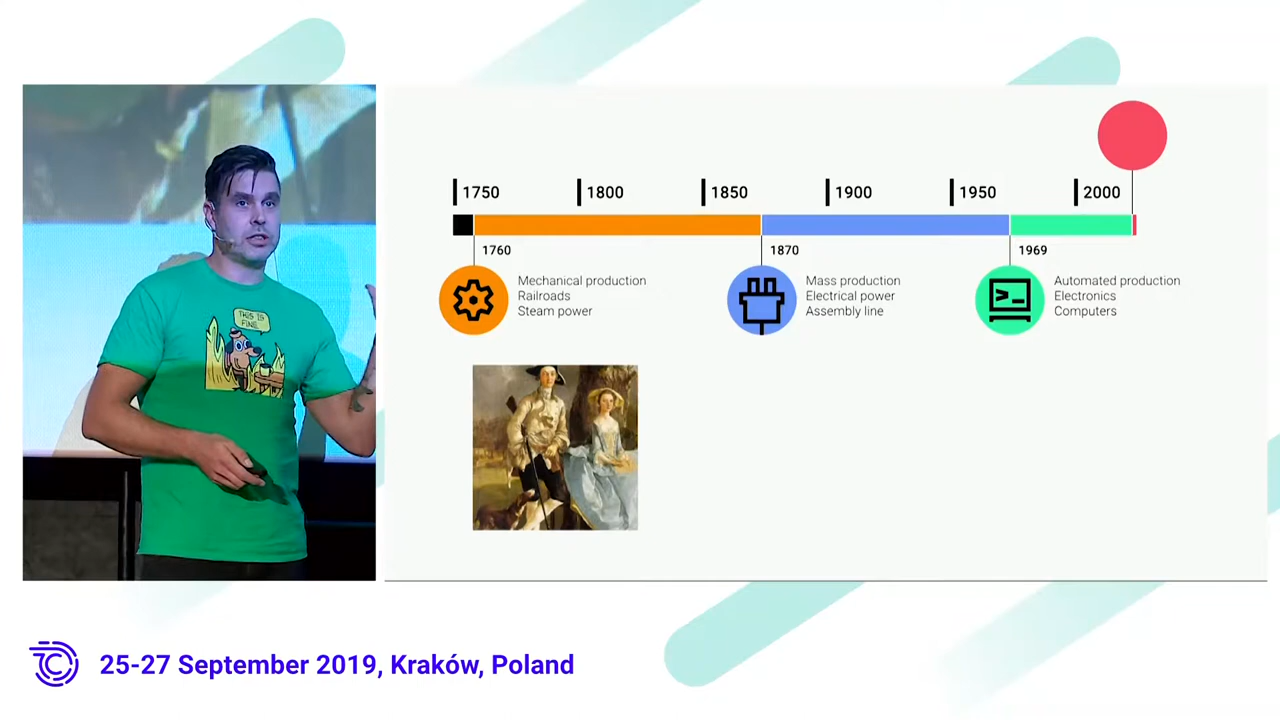 THIS IS
FINE.
1750
1800
1850
1900
1950
2000
1760
1870
1969
Mechanical production
Railroads
Steam power
Mass production
Electrical power
Assembly line
Automated production
Electronics
Computers
25-27 September 2019, Kraków, Poland